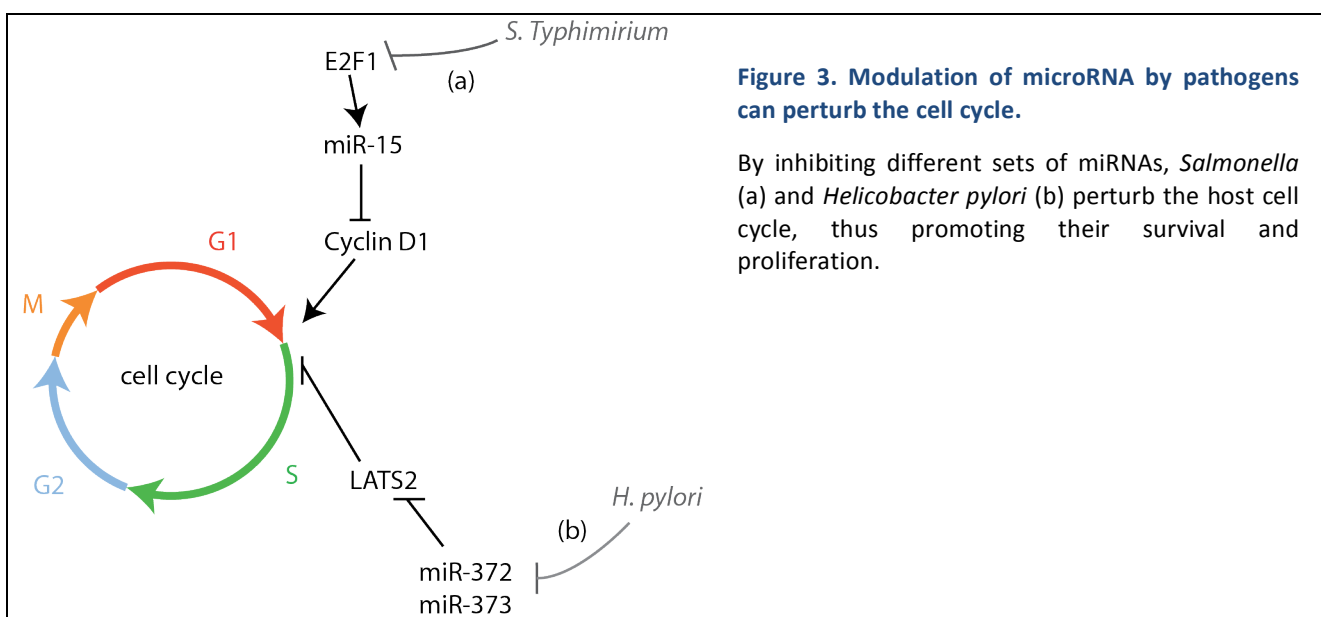 S. Typhimirium
E2F1
(a)
miR-15
Cyclin D1
G1
M
cell cycle
G2
S
LATS2
H. pylori
(b)
miR-372
miR-373
Figure 3. Modulation of microRNA by pathogens
can perturb the cell cycle.
By inhibiting different sets of miRNAs, Salmonella
(a) and Helicobacter pylori (b) perturb the host cell
cycle, thus promoting their survival and
proliferation.